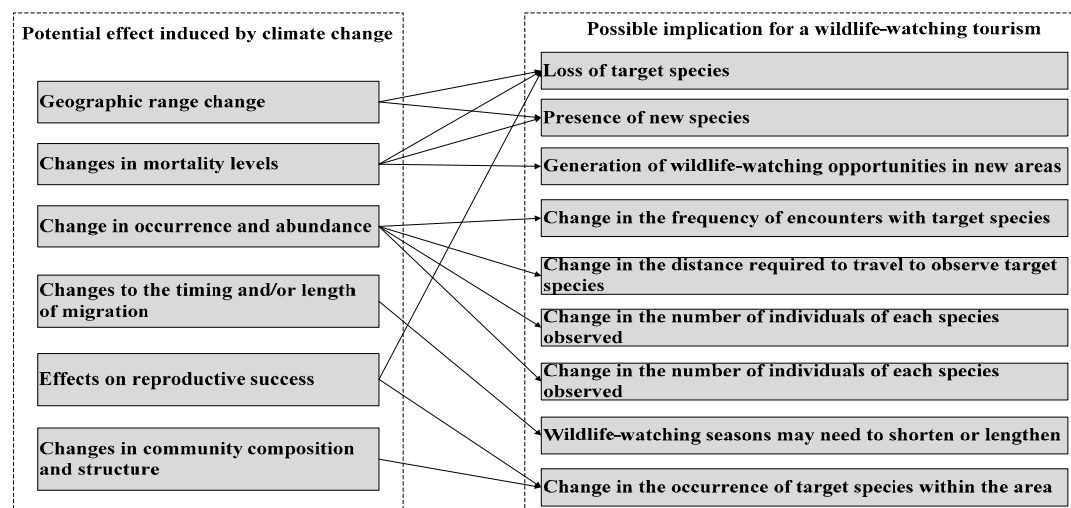 Potential effect induced by climate change
Geographic range change
Changes in mortality levels
Change in occurrence and abundance
Changes to the timing and/or length
of migration
Effects on reproductive success
Changes in community composition
and structure
Possible implication for a wildlife-watching tourism
Loss of target species
Presence of new species
Generation of wildlife-watching opportunities in new areas
Change in the frequency of encounters with target species
Change in the distance required to travel to observe target
species
Change in the number of individuals of each species
observed
Change in the number of individuals of each species
observed
Wildlife-watching seasons may need to shorten or lengthen
Change in the occurrence of target species within the area